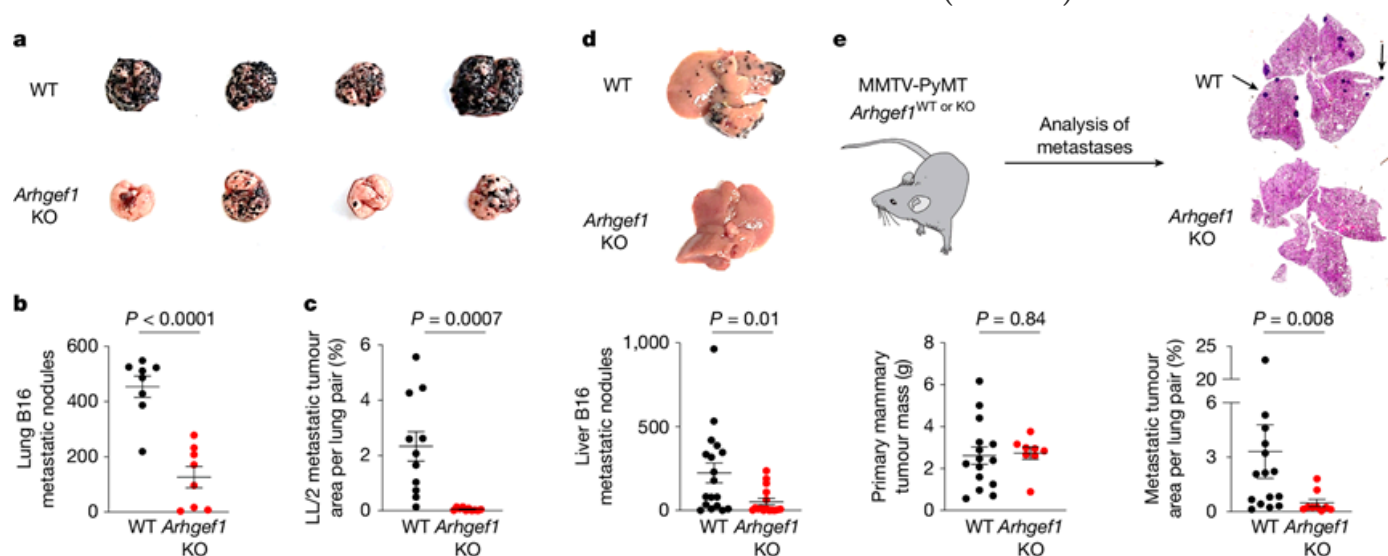 a
WT
Arhgef1
KO
d
WT
Arhgef1
KO
e
MMTV-PyMT
Arhgef1WT or KO
Analysis of
metastases
WT
Arhgef1
KO
b
P < 0.0001
Lung B16
metastatic nodules
600
400
200
0
WT Arhgef1
KO
c
P = 0.0007
LL/2 metastatic tumour
area per lung pair (%)
6
4
2
0
WT Arhgef1
KO
P = 0.01
Liver B16
metastatic nodules
1,000
500
0
WT Arhgef1
KO
P = 0.84
Primary mammary
tumour mass (g)
8
6
4
2
0
WT Arhgef1
KO
P = 0.008
Metastatic tumour
area per lung pair (%)
25
20
6
3
0
WT Arhgef1
KO